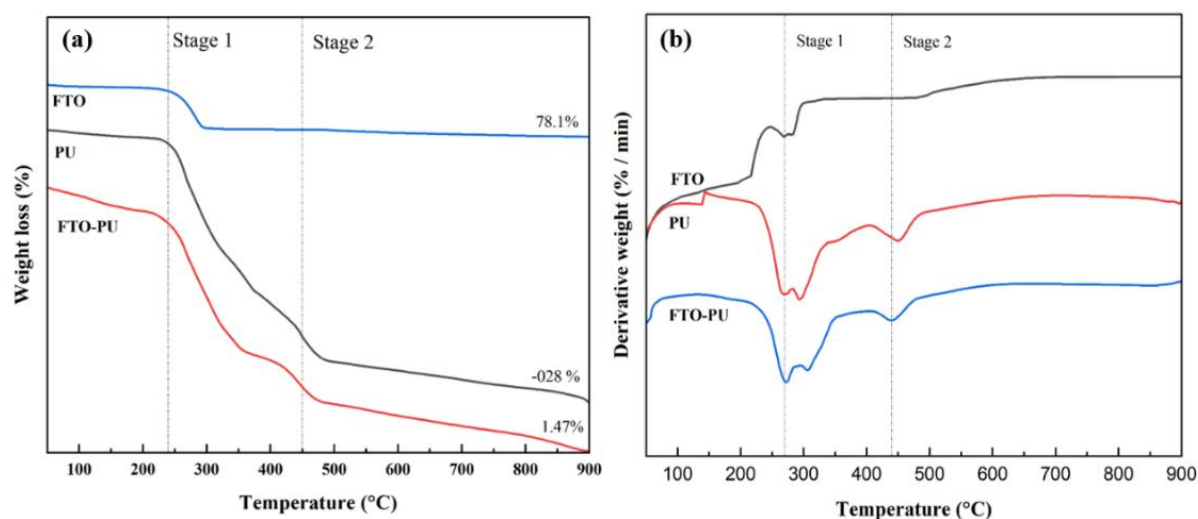 (a)
Stage 1
Stage 2
FTO
78.1%
PU
-028 %
FTO-PU
1.47%
Weight loss (%)
100 200 300 400 500 600 700 800 900
Temperature (°C)
(b)
Stage 1
Stage 2
FTO
PU
FTO-PU
Derivative weight (% / min)
100 200 300 400 500 600 700 800 900
Temperature (°C)